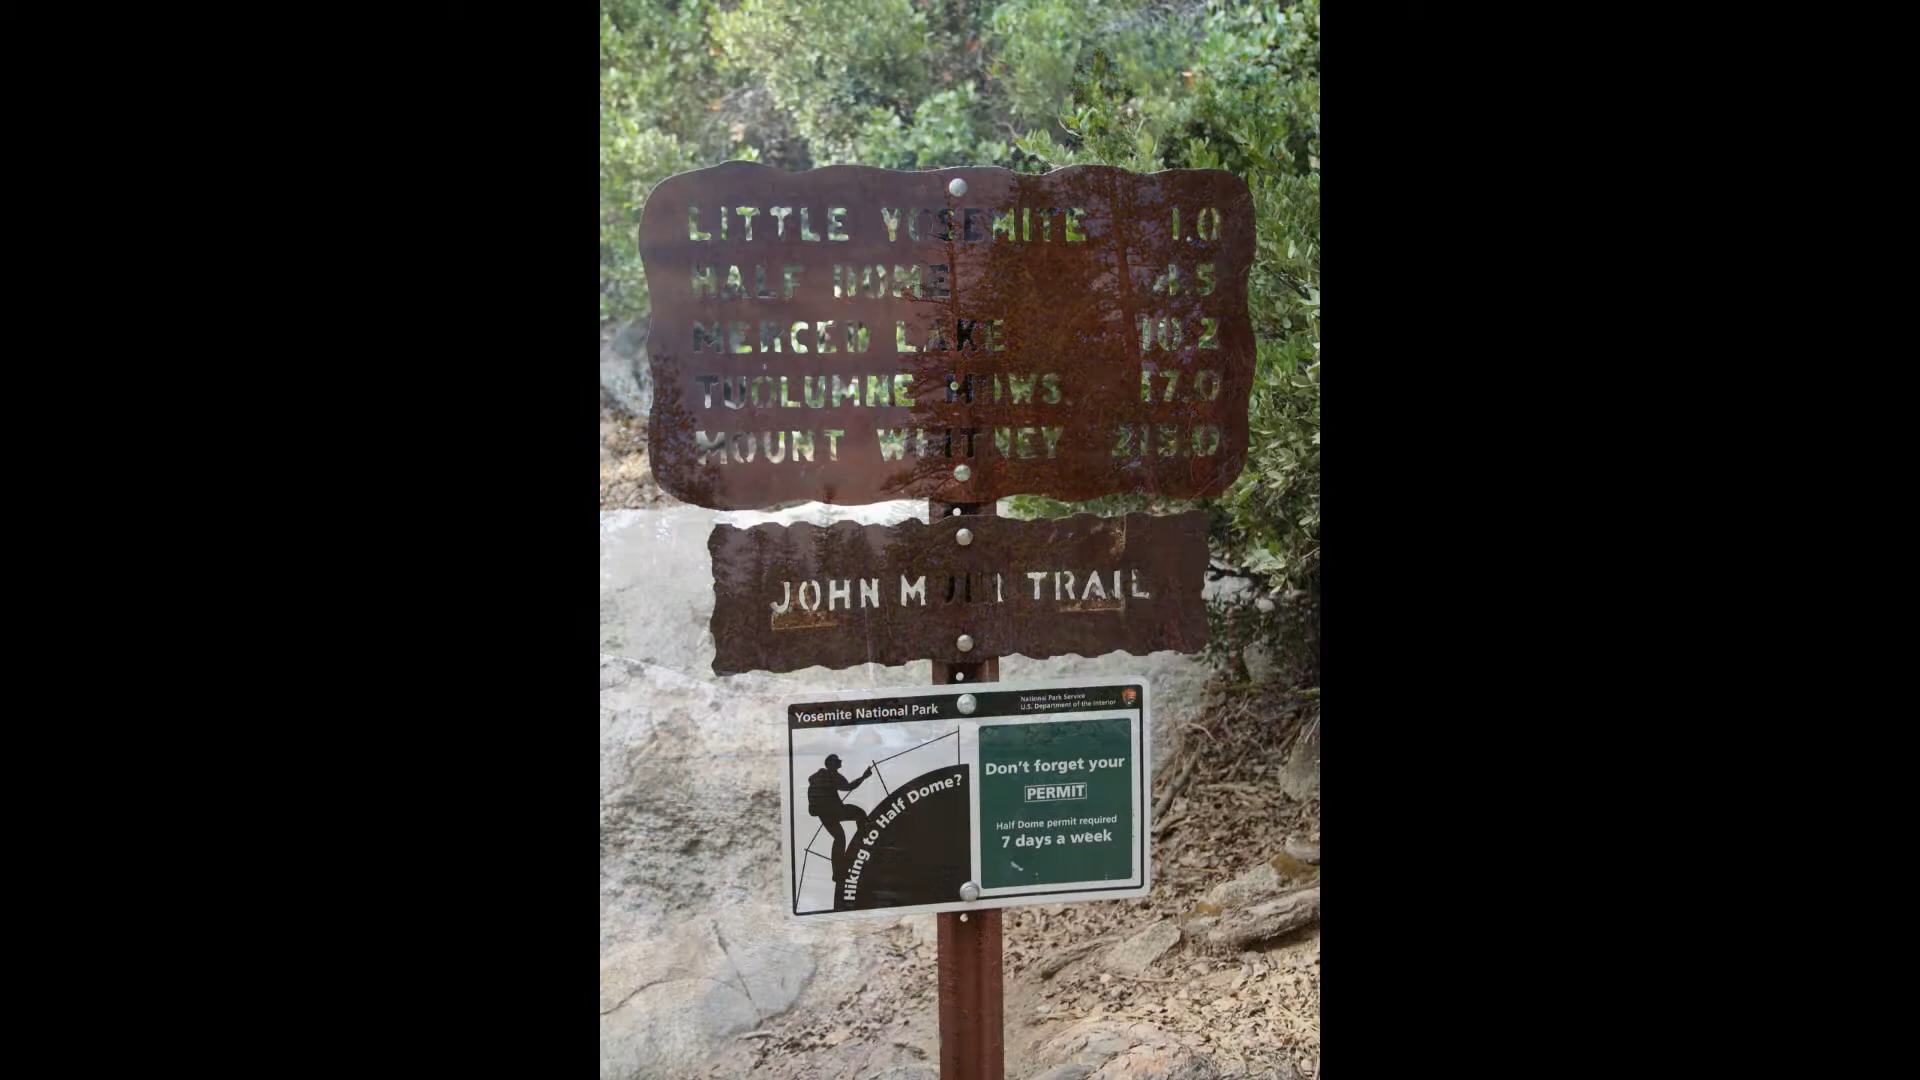 LITTLE YOSEMITE 1.0
HALF DOME 4.5
MERCED LAKE 10.2
TUOLUMNE MDWS. 17.0
MOUNT WHITNEY 213.0
JOHN MUIR TRAIL
Yosemite National Park
National Park Service
U.S. Department of the Interior
Hiking to Half Dome?
Don't forget your
PERMIT
Half Dome permit required
7 days a week